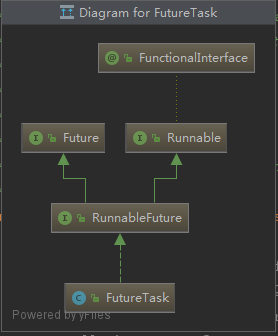 Diagram for FutureTask
@ FunctionalInterface
I Future
I Runnable
I RunnableFuture
C FutureTask
Powered by yFiles